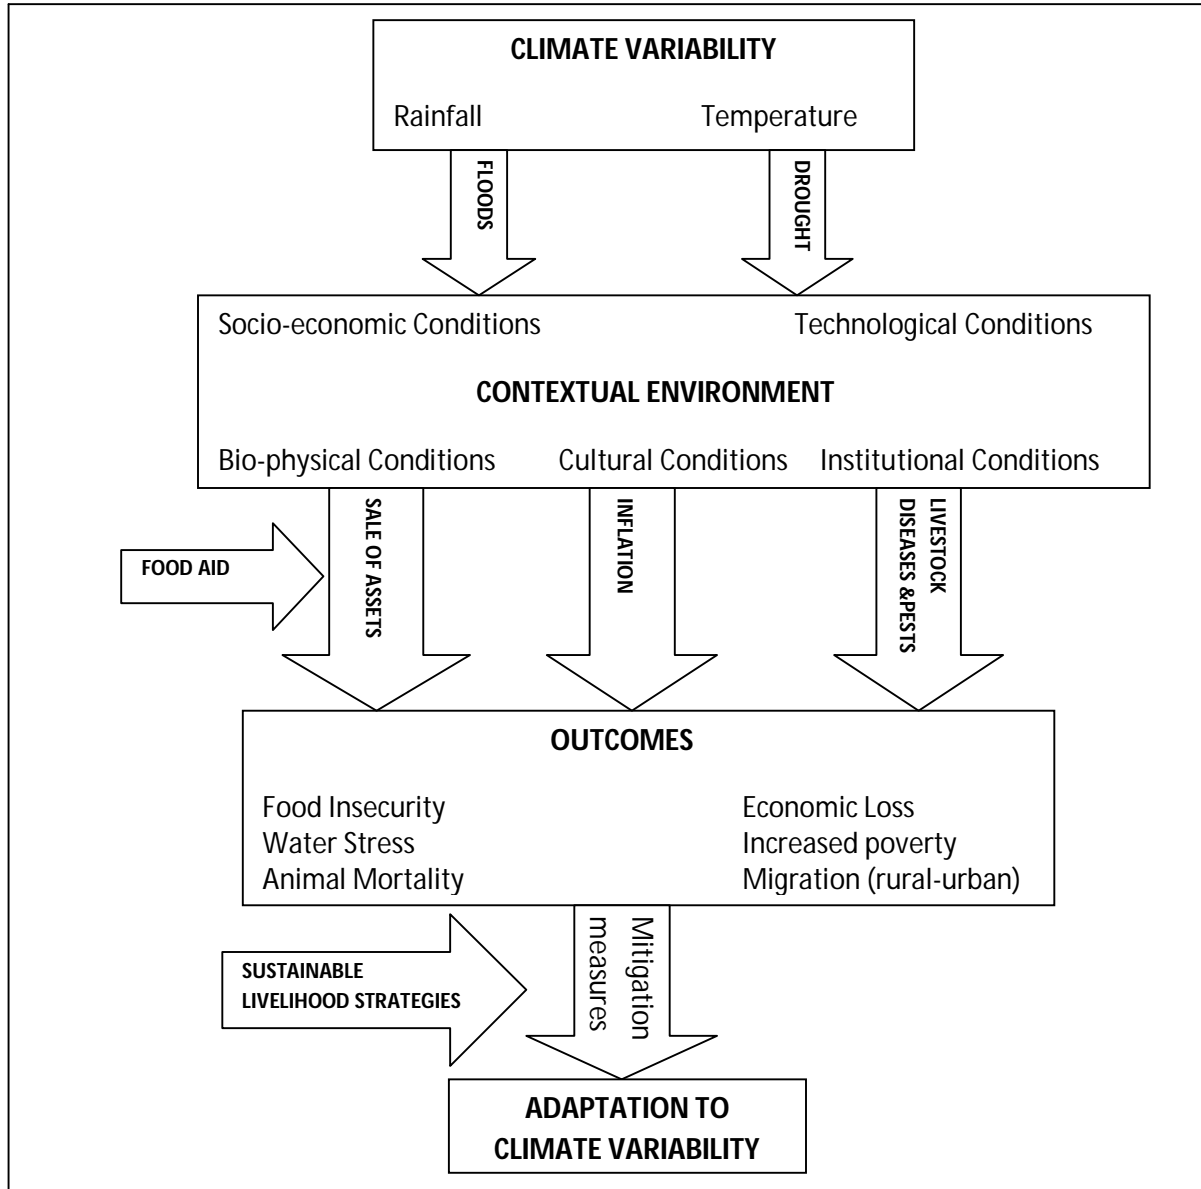 CLIMATE VARIABILITY
Rainfall Temperature
FLOODS
DROUGHT
Socio-economic Conditions Technological Conditions
CONTEXTUAL ENVIRONMENT
Bio-physical Conditions Cultural Conditions Institutional Conditions
FOOD AID
SALE OF ASSETS
INFLATION
LIVESTOCK
DISEASES &PESTS
OUTCOMES
Food Insecurity Economic Loss
Water Stress Increased poverty
Animal Mortality Migration (rural-urban)
SUSTAINABLE
LIVELIHOOD STRATEGIES
Mitigation
measures
ADAPTATION TO
CLIMATE VARIABILITY